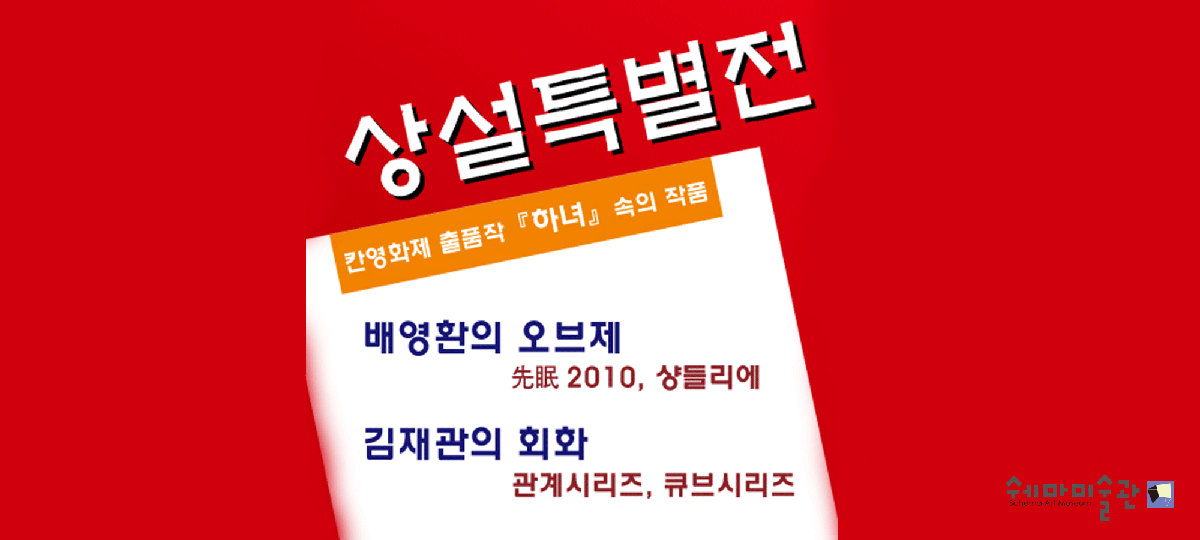 상설특별전
칸영화제 출품작 『하녀』 속의 작품
배영환의 오브제
先眠 2010, 샹들리에
김재관의 회화
관계시리즈, 큐브시리즈
쉐마미술관